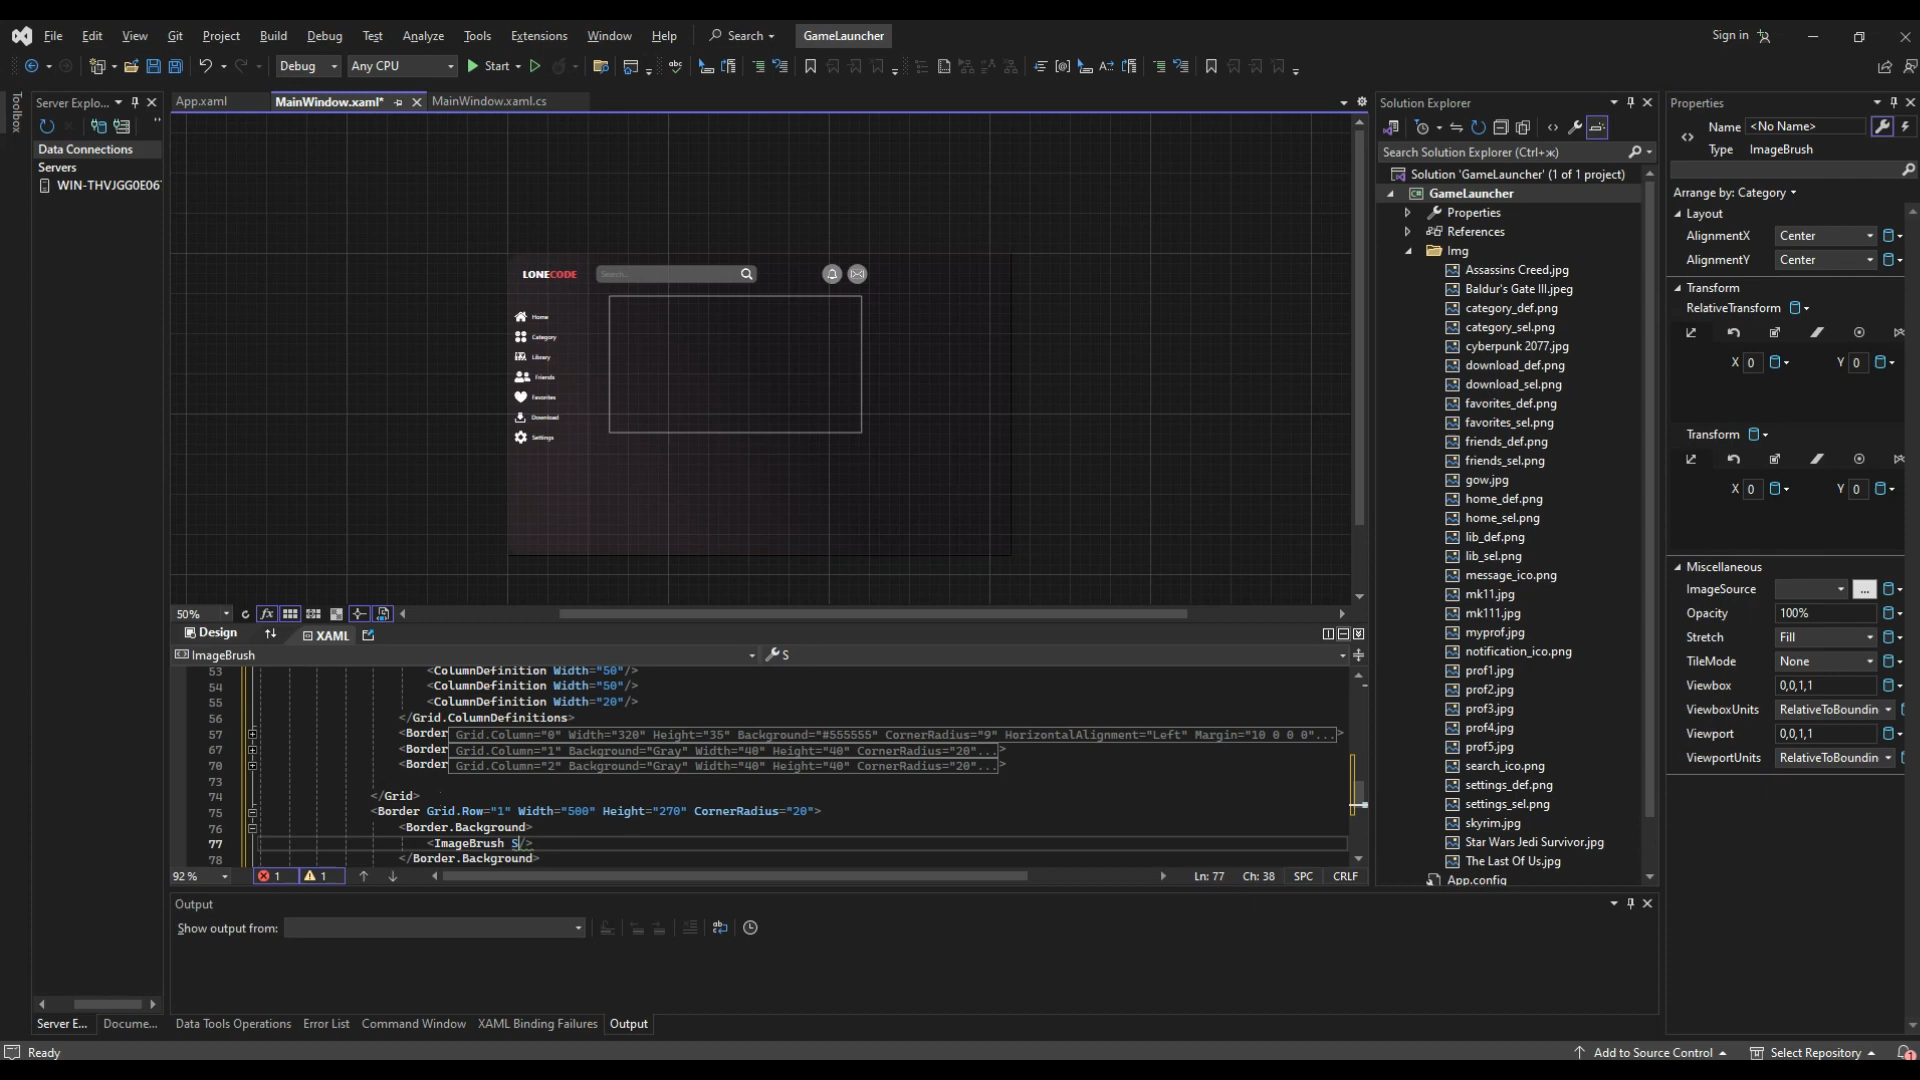 File Edit View Git Project Build Debug Test Analyze Tools Extensions Window Help Search GameLauncher Sign in
Debug Any CPU Start
Toolbox
Server Explo...
Data Connections
Servers
WIN-THVJGG0E06
App.xaml MainWindow.xaml* MainWindow.xaml.cs
LONECODE Search...
Home
Category
Library
Friends
Favorites
Download
Settings
50%
Design XAML
ImageBrush S
53 <ColumnDefinition Width="50"/>
54 <ColumnDefinition Width="50"/>
55 <ColumnDefinition Width="20"/>
56 </Grid.ColumnDefinitions>
57 <Border Grid.Column="0" Width="320" Height="35" Background="#555555" CornerRadius="9" HorizontalAlignment="Left" Margin="10 0 0 0"...>
67 <Border Grid.Column="1" Background="Gray" Width="40" Height="40" CornerRadius="20"...>
70 <Border Grid.Column="2" Background="Gray" Width="40" Height="40" CornerRadius="20"...>
73
74 </Grid>
75 <Border Grid.Row="1" Width="500" Height="270" CornerRadius="20">
76 <Border.Background>
77 <ImageBrush S/>
78 </Border.Background>
92 % 1 1 Ln: 77 Ch: 38 SPC CRLF
Output
Show output from:
Server E... Docume... Data Tools Operations Error List Command Window XAML Binding Failures Output
Solution Explorer
Search Solution Explorer (Ctrl+ж)
Solution 'GameLauncher' (1 of 1 project)
GameLauncher
Properties
References
Img
Assassins Creed.jpg
Baldur's Gate III.jpeg
category_def.png
category_sel.png
cyberpunk 2077.jpg
download_def.png
download_sel.png
favorites_def.png
favorites_sel.png
friends_def.png
friends_sel.png
gow.jpg
home_def.png
home_sel.png
lib_def.png
lib_sel.png
message_ico.png
mk11.jpg
mk111.jpg
myprof.jpg
notification_ico.png
prof1.jpg
prof2.jpg
prof3.jpg
prof4.jpg
prof5.jpg
search_ico.png
settings_def.png
settings_sel.png
skyrim.jpg
Star Wars Jedi Survivor.jpg
The Last Of Us.jpg
App.config
Properties
Name <No Name>
Type ImageBrush
Arrange by: Category
Layout
AlignmentX Center
AlignmentY Center
Transform
RelativeTransform
X 0 Y 0
Transform
X 0 Y 0
Miscellaneous
ImageSource ...
Opacity 100%
Stretch Fill
TileMode None
Viewbox 0,0,1,1
ViewboxUnits RelativeToBoundin
Viewport 0,0,1,1
ViewportUnits RelativeToBoundin
Ready Add to Source Control Select Repository 1